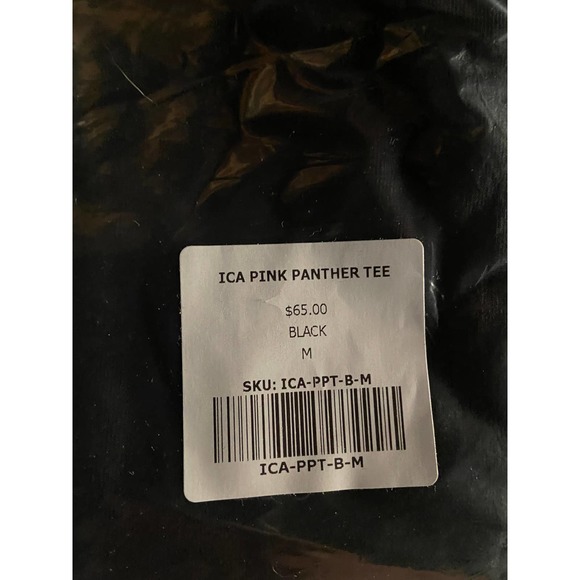 ICA PINK PANTHER TEE
$65.00
BLACK
M
SKU: ICA-PPT-B-M
ICA-PPT-B-M